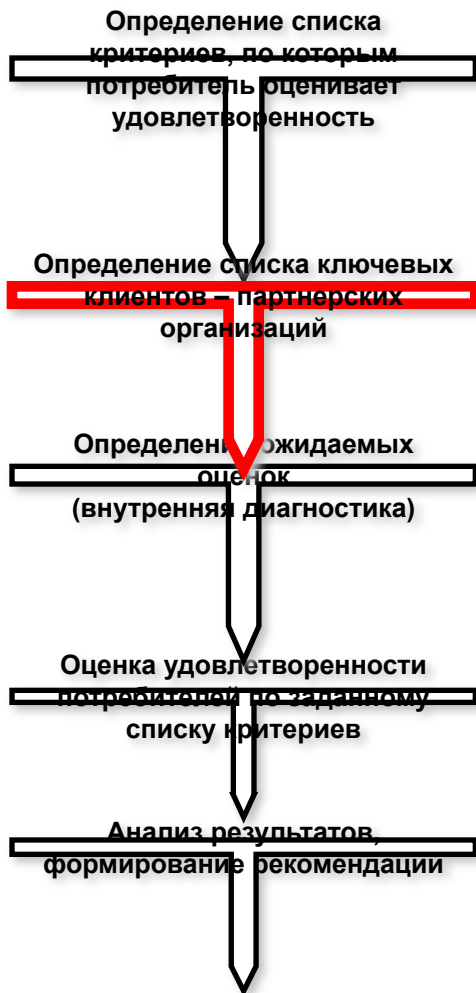 Определение списка
критериев, по которым
потребитель оценивает
удовлетворенность
Определение списка ключевых
клиентов – партнерских
организаций
Определение ожидаемых
оценок
(внутренняя диагностика)
Оценка удовлетворенности
потребителей по заданному
списку критериев
Анализ результатов,
формирование рекомендации